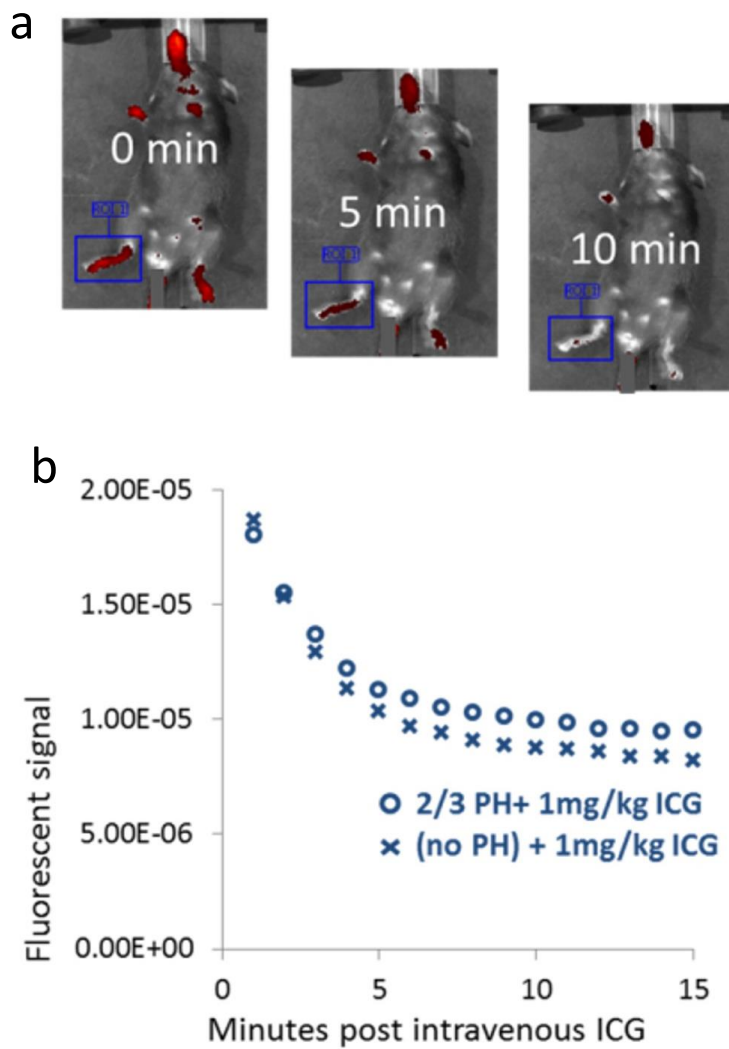 a
0 min
5 min
10 min
b
2.00E-05
1.50E-05
1.00E-05
5.00E-06
0.00E+00
Fluorescent signal
2/3 PH+ 1mg/kg ICG
(no PH) + 1mg/kg ICG
0
5
10
15
Minutes post intravenous ICG